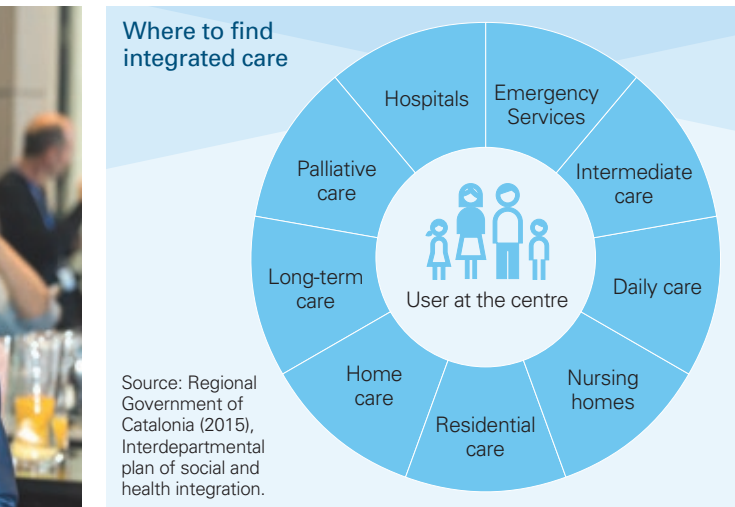 Where to find
integrated care
Hospitals
Emergency
Services
Intermediate
care
Daily care
Nursing
homes
Residential
care
Home
care
Long-term
care
Palliative
care
User at the centre
Source: Regional
Government of
Catalonia (2015),
Interdepartmental
plan of social and
health integration.